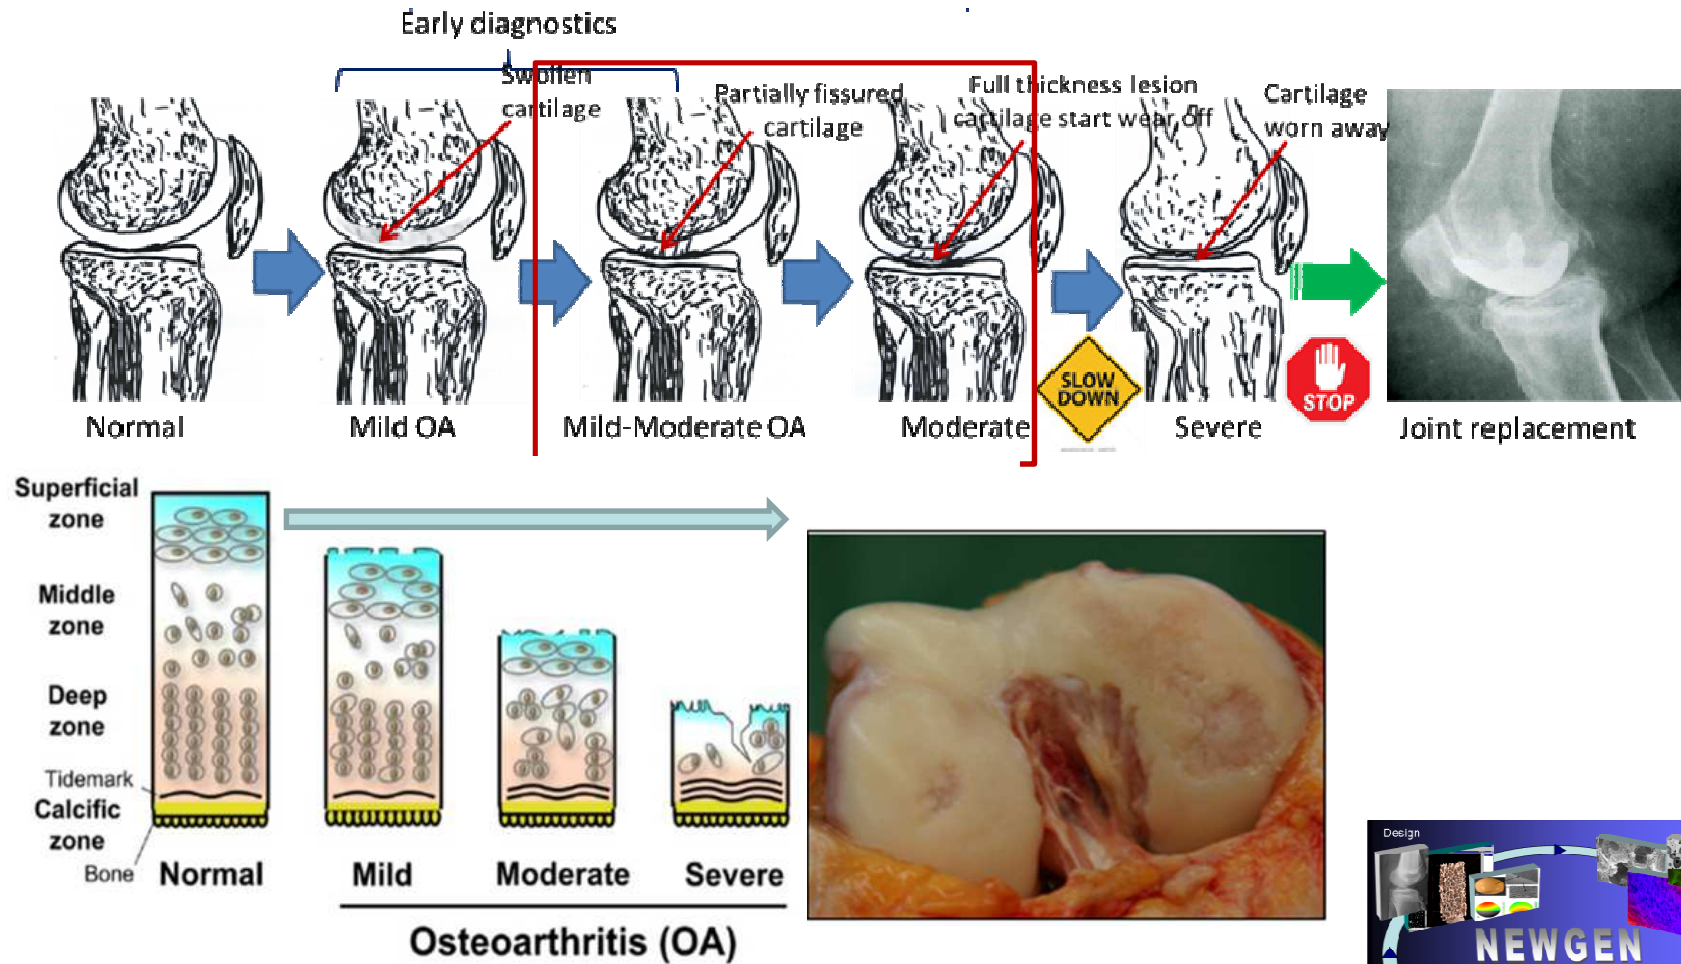 Early diagnostics
Swollen
cartilage
Partially fissured
cartilage
Full thickness lesion
cartilage start wear off
Cartilage
worn away
SLOW
DOWN
STOP
Normal
Mild OA
Mild-Moderate OA
Moderate
Severe
Joint replacement
Superficial
zone
Middle
zone
Deep
zone
Tidemark
Calcific
zone
Bone
Normal
Mild
Moderate
Severe
Osteoarthritis (OA)
Design
NEWGEN